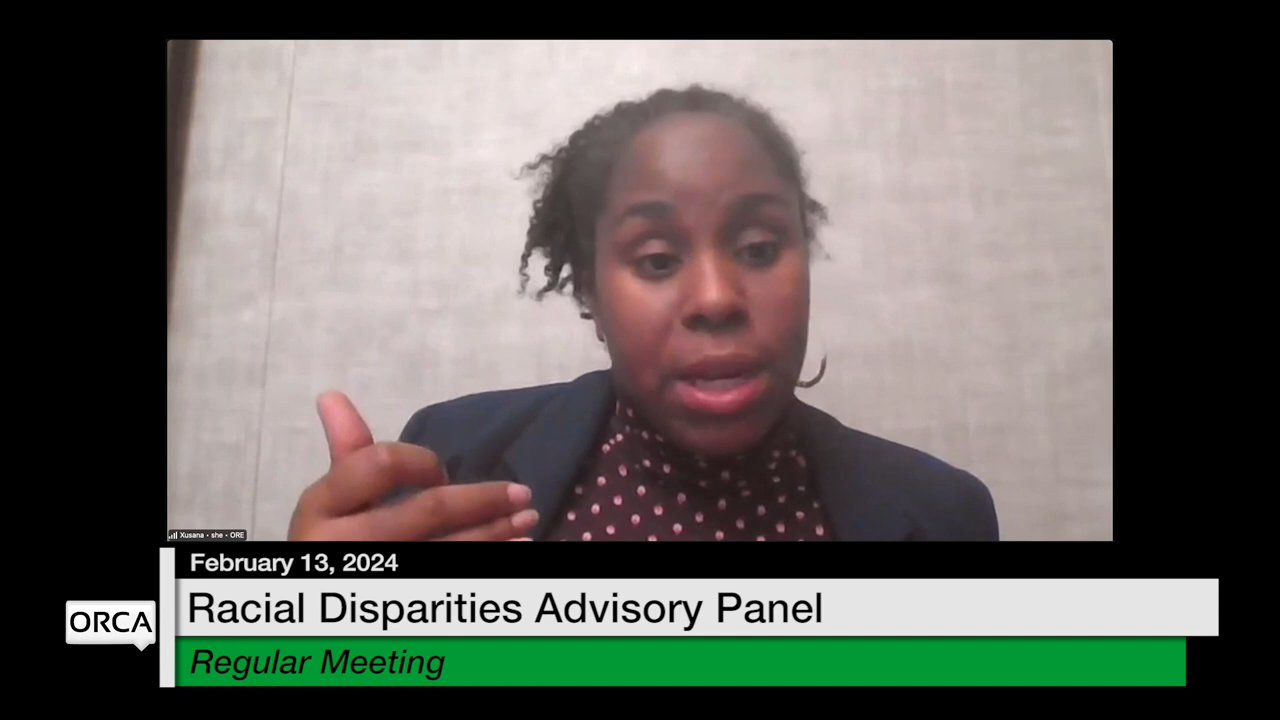 Xusana • she • ORE
February 13, 2024
Racial Disparities Advisory Panel
ORCA
Regular Meeting